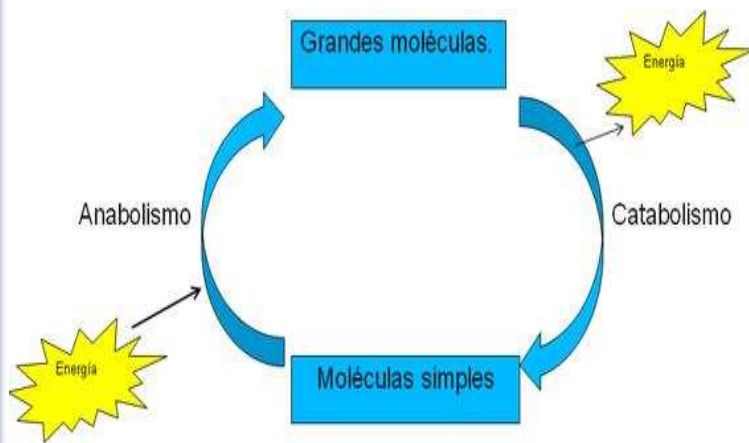 Grandes moléculas.
Energía
Anabolismo
Catabolismo
Energía
Moléculas simples